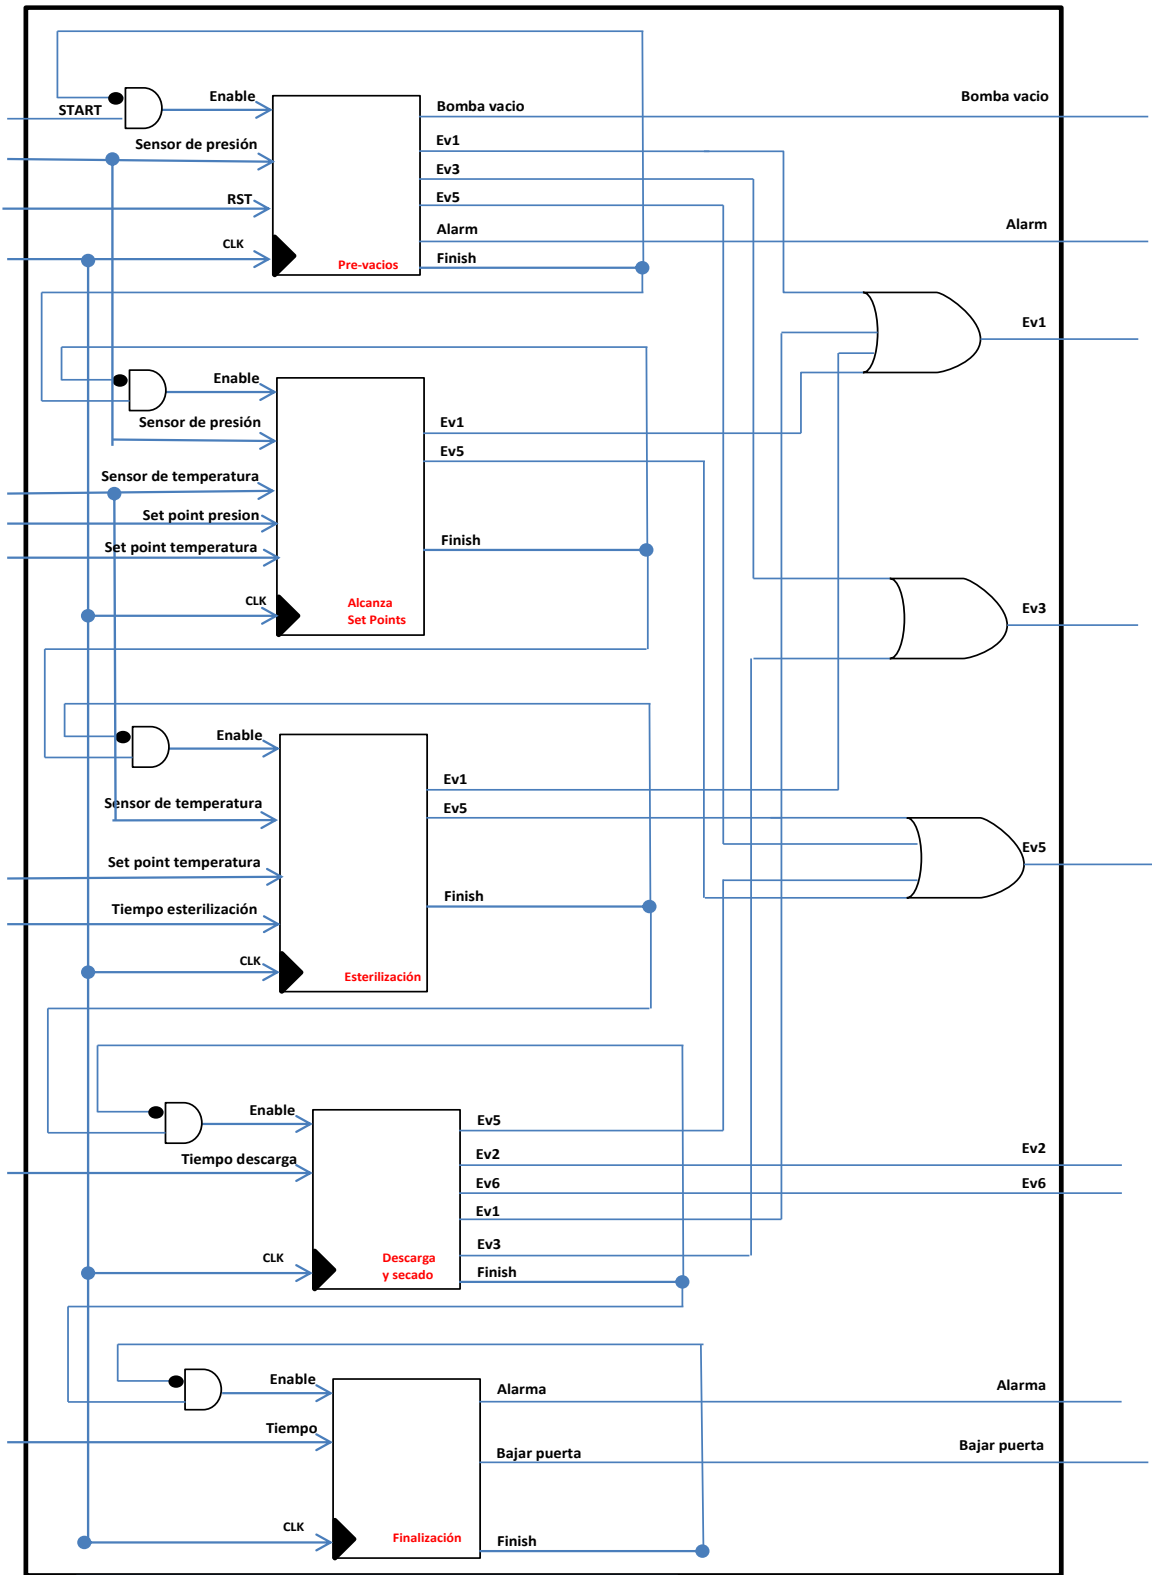 Enable
START
Sensor de presión
RST
CLK
Pre-vacios
Bomba vacio
Ev1
Ev3
Ev5
Alarm
Finish
Bomba vacio
Alarm
Ev1
Enable
Sensor de presión
Sensor de temperatura
Set point presion
Set point temperatura
CLK
Alcanza
Set Points
Ev1
Ev5
Finish
Ev3
Enable
Sensor de temperatura
Set point temperatura
Tiempo esterilización
CLK
Esterilización
Ev1
Ev5
Finish
Ev5
Enable
Tiempo descarga
CLK
Descarga
y secado
Ev5
Ev2
Ev6
Ev1
Ev3
Finish
Ev2
Ev6
Enable
Tiempo
CLK
Finalización
Alarma
Bajar puerta
Finish
Alarma
Bajar puerta